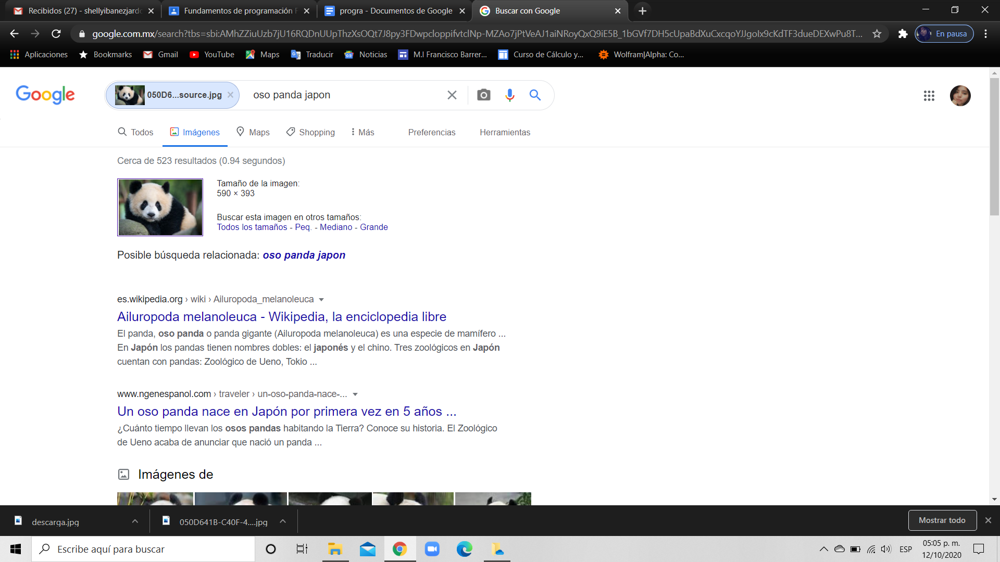 Recibidos (27) - shellyibanezjardo
Fundamentos de programación F
progra - Documentos de Google
Buscar con Google
google.com.mx/search?tbs=sbi:AMhZZiuUzb7jU16RQDnUUpThzXsOQt7J8py3FDwpcloppifvtclNp-MZAo7jPtVeAJ1aiNRoyQxQ9iE5B_1bGVf7DH5cUpaBdXuCxcqoYJJgoIx9cKdTF3dueDEXwPu8T...
En pausa
Aplicaciones
Bookmarks
Gmail
YouTube
Maps
Traducir
Noticias
M.I Francisco Barrer...
Curso de Cálculo y...
Wolfram|Alpha: Co...
Google
050D6...source.jpg
oso panda japon
Todos
Imágenes
Maps
Shopping
Más
Preferencias
Herramientas
Cerca de 523 resultados (0.94 segundos)
Tamaño de la imagen:
590 × 393
Buscar esta imagen en otros tamaños:
Todos los tamaños - Peq. - Mediano - Grande
Posible búsqueda relacionada: oso panda japon
es.wikipedia.org › wiki › Ailuropoda_melanoleuca
Ailuropoda melanoleuca - Wikipedia, la enciclopedia libre
El panda, oso panda o panda gigante (Ailuropoda melanoleuca) es una especie de mamífero ...
En Japón los pandas tienen nombres dobles: el japonés y el chino. Tres zoológicos en Japón
cuentan con pandas: Zoológico de Ueno, Tokio ...
www.ngenespanol.com › traveler › un-oso-panda-nace-...
Un oso panda nace en Japón por primera vez en 5 años ...
¿Cuánto tiempo llevan los osos pandas habitando la Tierra? Conoce su historia. El Zoológico
de Ueno acaba de anunciar que nació un panda ...
Imágenes de
descarga.jpg
050D641B-C40F-4....jpg
Mostrar todo
Escribe aquí para buscar
ESP
05:05 p. m.
12/10/2020